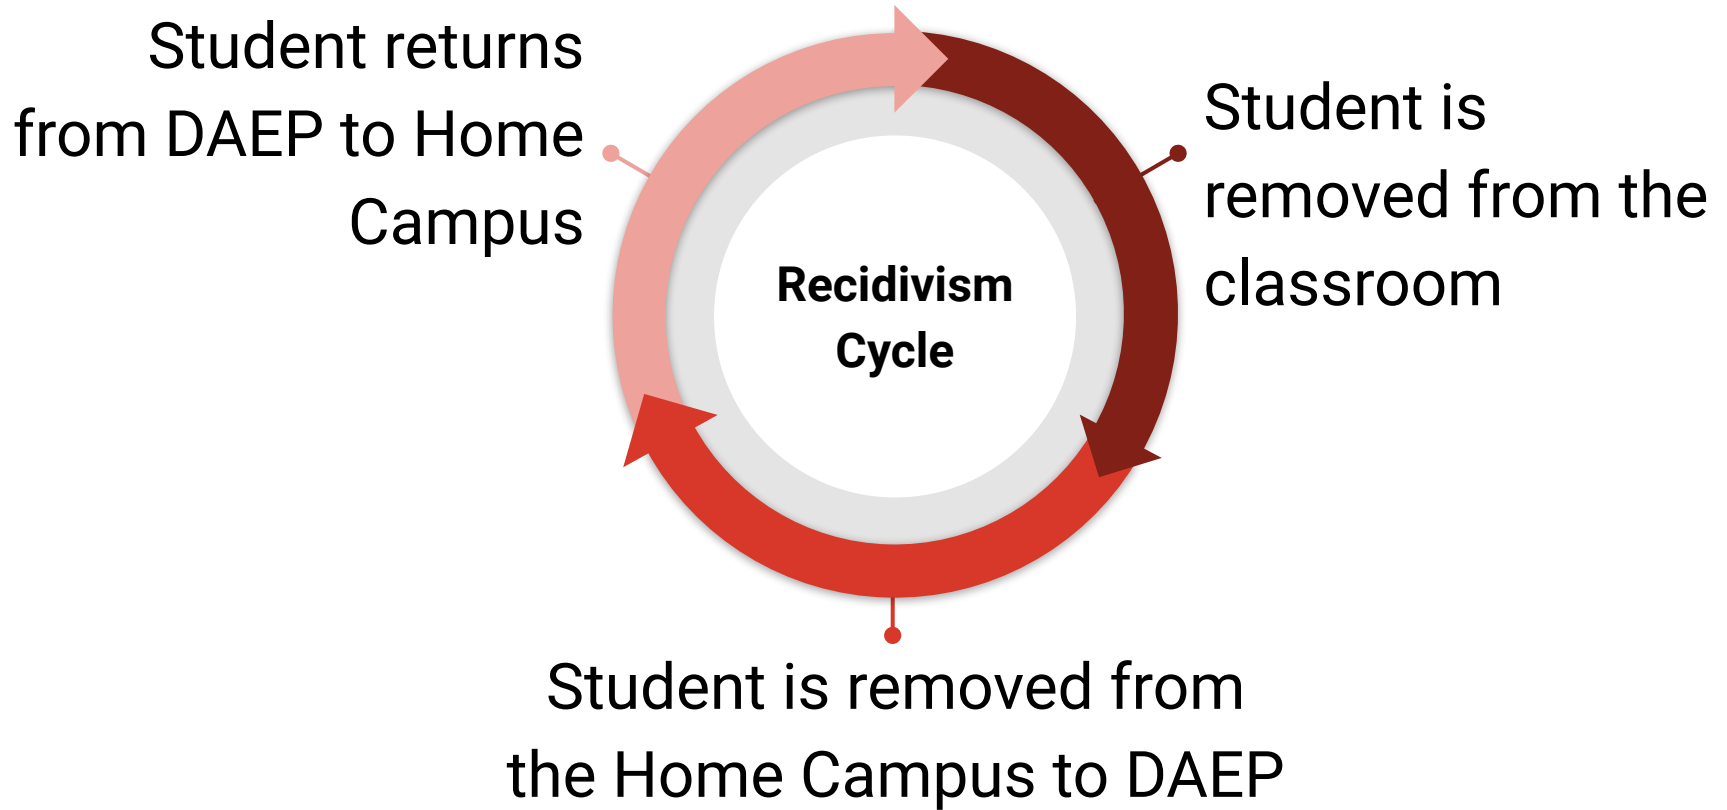 Student returns
from DAEP to Home
Campus
Student is
removed from the
classroom
Recidivism
Cycle
Student is removed from
the Home Campus to DAEP